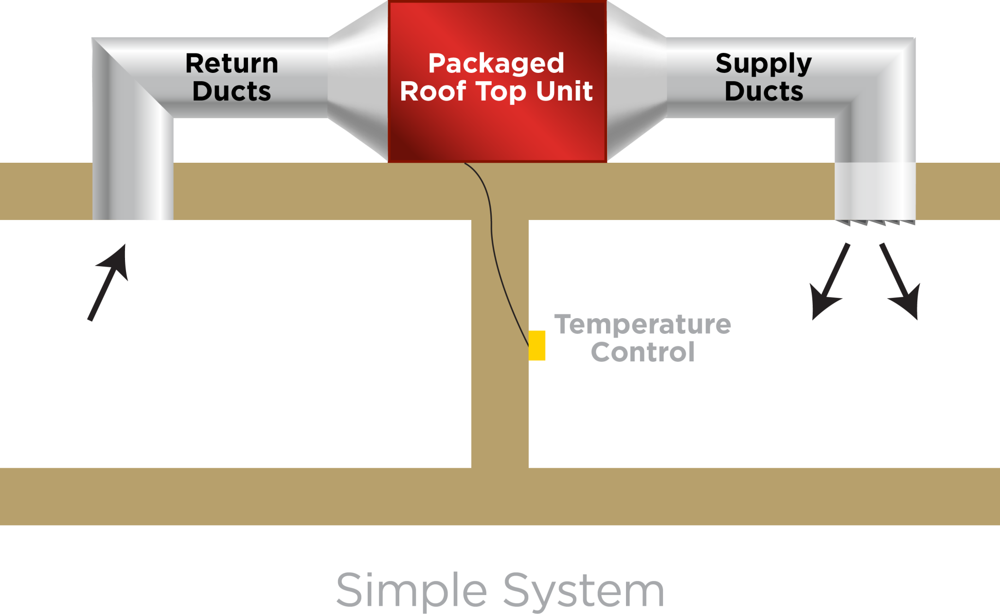 Return
Ducts
Packaged
Roof Top Unit
Supply
Ducts
Temperature
Control
Simple System